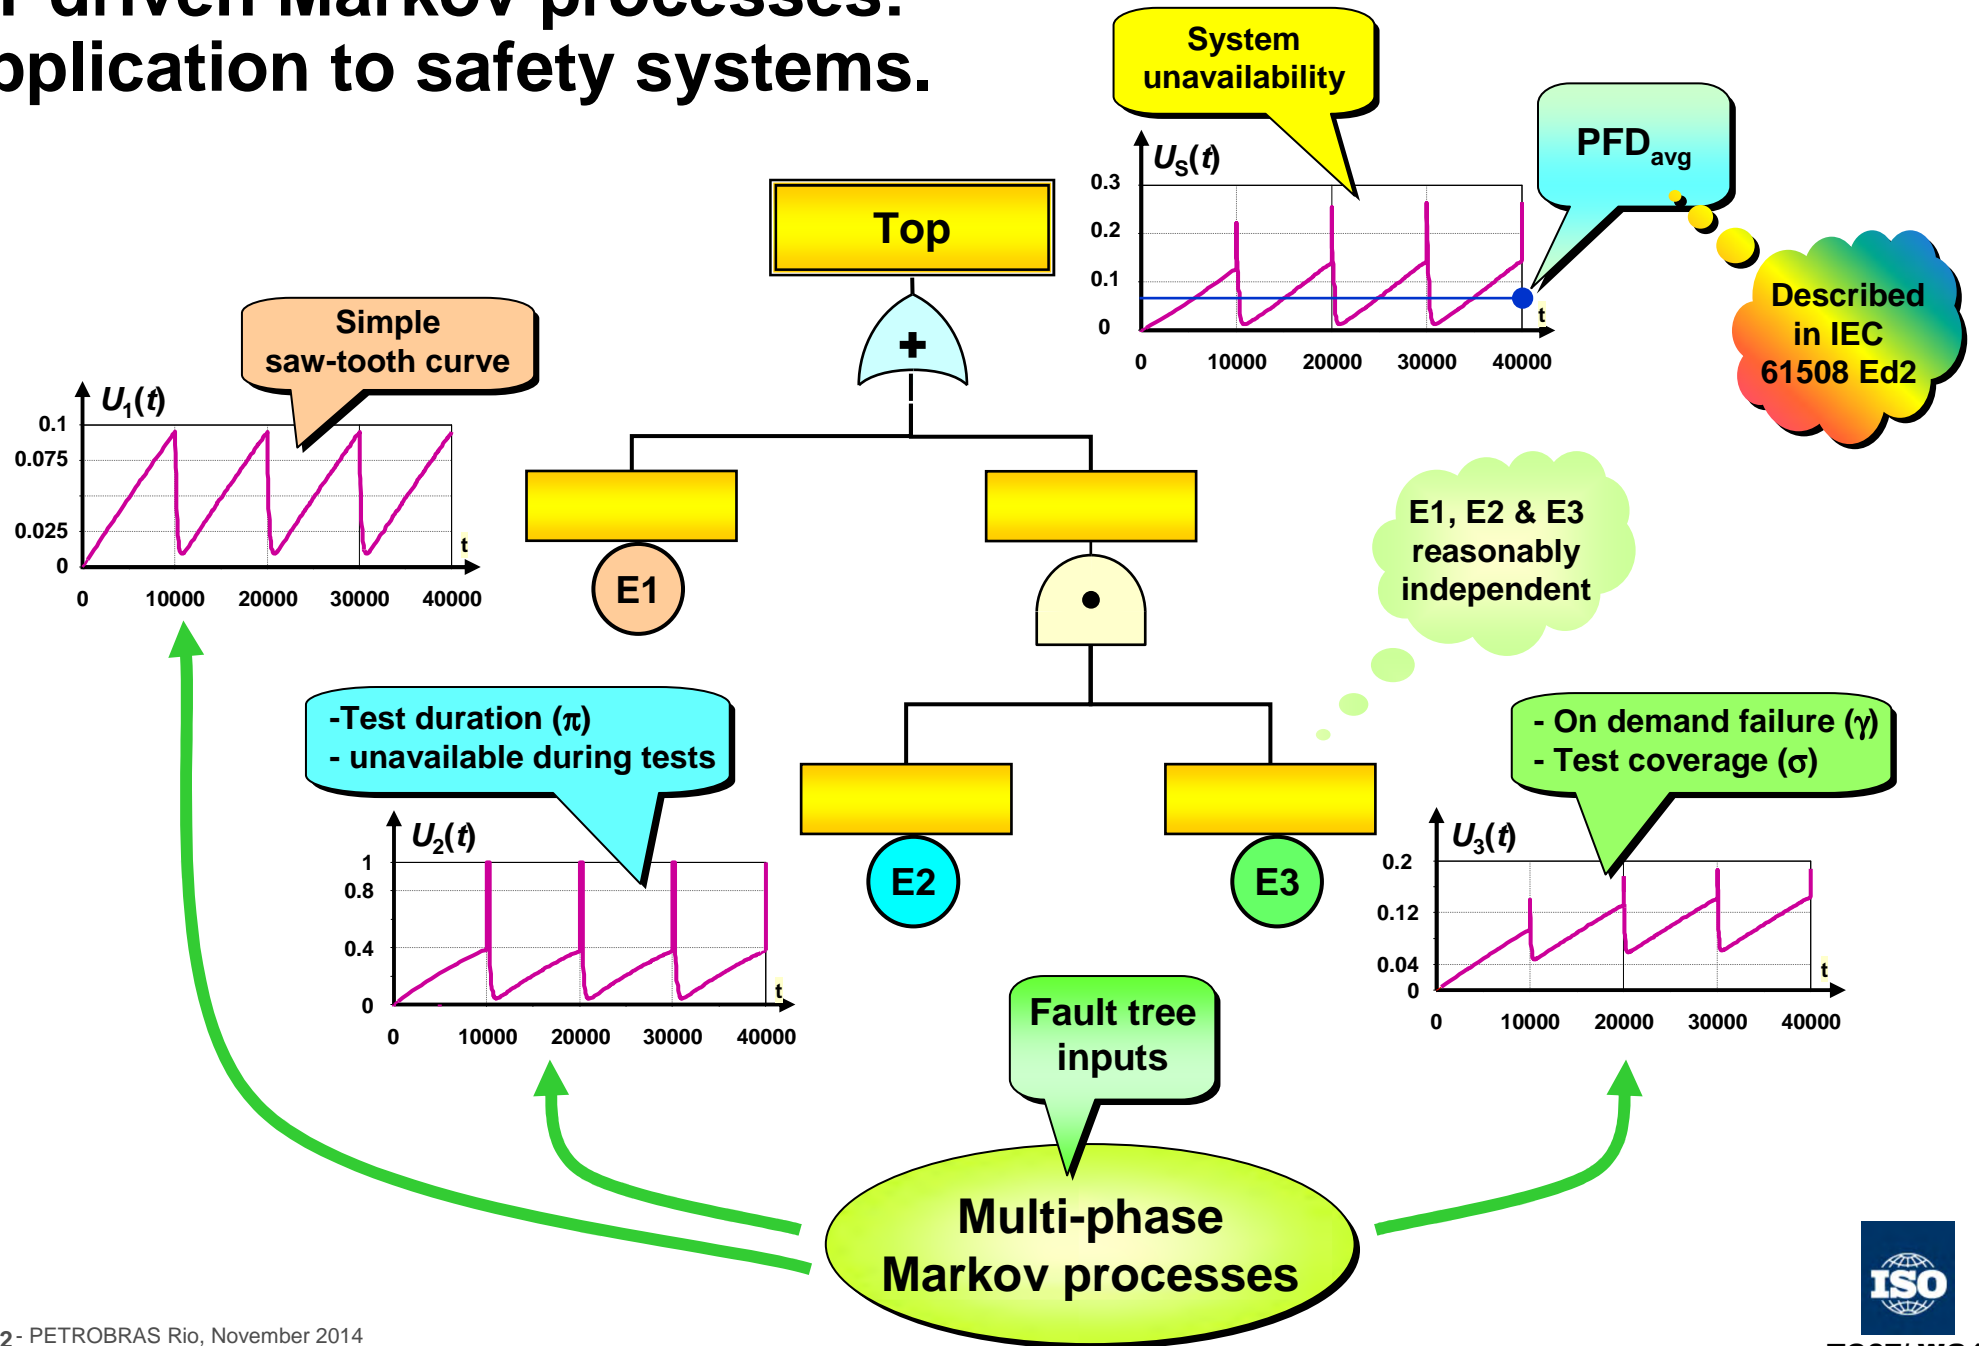 driven Markov processes:
pplication to safety systems.
System
unavailability
PFDavg
Described
in IEC
61508 Ed2
US(t)
0.3
0.2
0.1
0
t
0 10000 20000 30000 40000
Top
+
Simple
saw-tooth curve
U1(t)
0.1
0.075
0.025
0
t
0 10000 20000 30000 40000
E1
E1, E2 & E3
reasonably
independent
-Test duration (π)
- unavailable during tests
U2(t)
1
0.8
0.4
0
t
0 10000 20000 30000 40000
E2
E3
- On demand failure (γ)
- Test coverage (σ)
U3(t)
0.2
0.12
0.04
0
t
0 10000 20000 30000 40000
Fault tree
inputs
Multi-phase
Markov processes
ISO
2 - PETROBRAS Rio, November 2014